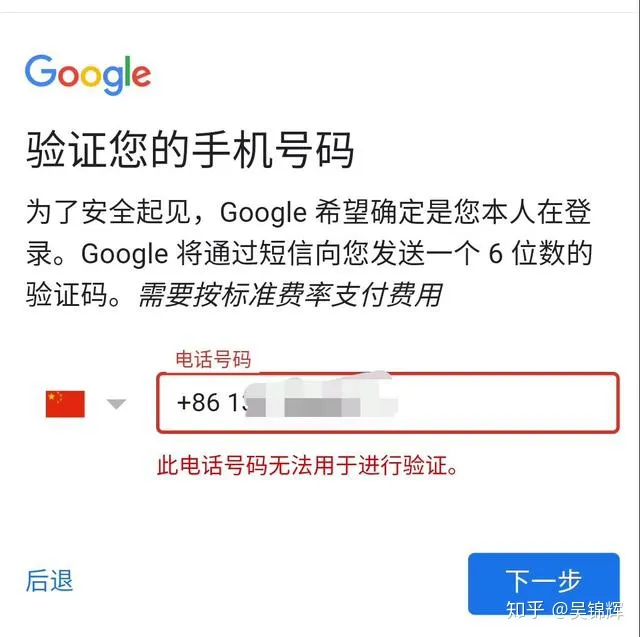 Google
验证您的手机号码
为了安全起见，Google 希望确定是您本人在登
录。Google 将通过短信向您发送一个 6 位数的
验证码。需要按标准费率支付费用
电话号码
+86 1
此电话号码无法用于进行验证。
后退
下一步
知乎 @吴锦辉